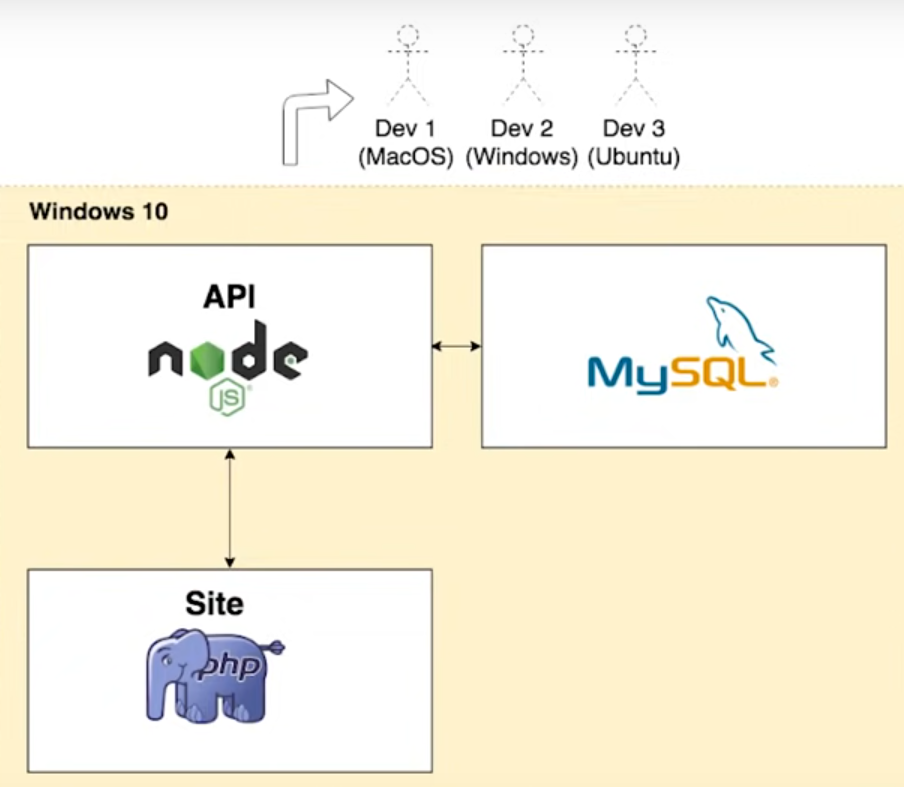 Dev 1
(MacOS)
Dev 2
(Windows)
Dev 3
(Ubuntu)
Windows 10
API
node
JS
MySQL®
Site
php